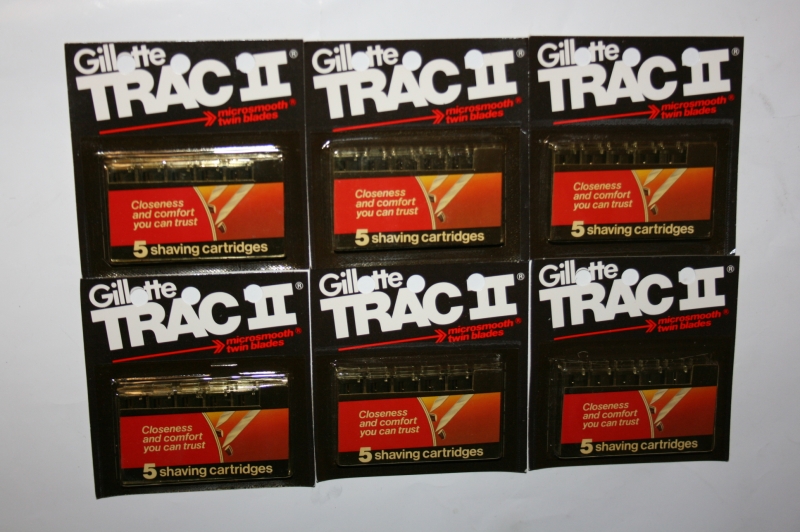 Gillette®
TRAC II
microsmooth®
twin blades
Closeness
and comfort
you can trust
5 shaving cartridges
Gillette®
TRAC II
microsmooth®
twin blades
Closeness
and comfort
you can trust
5 shaving cartridges
Gillette®
TRAC II
microsmooth®
twin blades
Closeness
and comfort
you can trust
5 shaving cartridges
Gillette®
TRAC II
microsmooth®
twin blades
Closeness
and comfort
you can trust
5 shaving cartridges
Gillette®
TRAC II
microsmooth®
twin blades
Closeness
and comfort
you can trust
5 shaving cartridges
Gillette®
TRAC II
microsmooth®
twin blades
Closeness
and comfort
you can trust
5 shaving cartridges